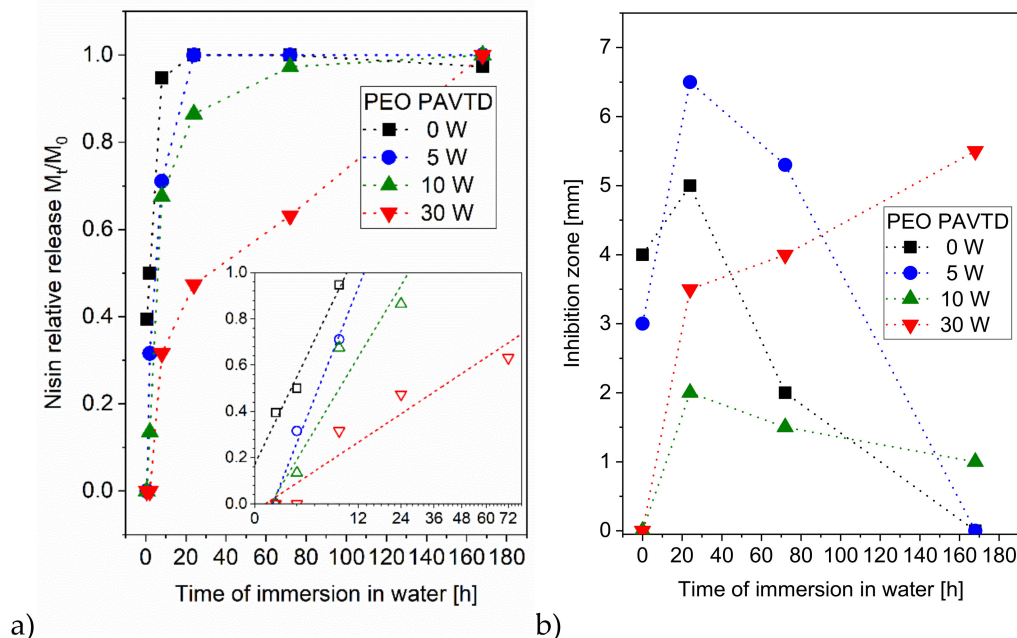 Nisin relative release Mt/M0
1.0
0.8
0.6
0.4
0.2
0.0
PEO PAVTD
0 W
5 W
10 W
30 W
1.0
0.8
0.6
0.4
0.2
0.0
0 12 24 36 48 60 72
0 20 40 60 80 100 120 140 160 180
Time of immersion in water [h]
a)
Inhibition zone [mm]
7
6
5
4
3
2
1
0
PEO PAVTD
0 W
5 W
10 W
30 W
0 20 40 60 80 100 120 140 160 180
Time of immersion in water [h]
b)